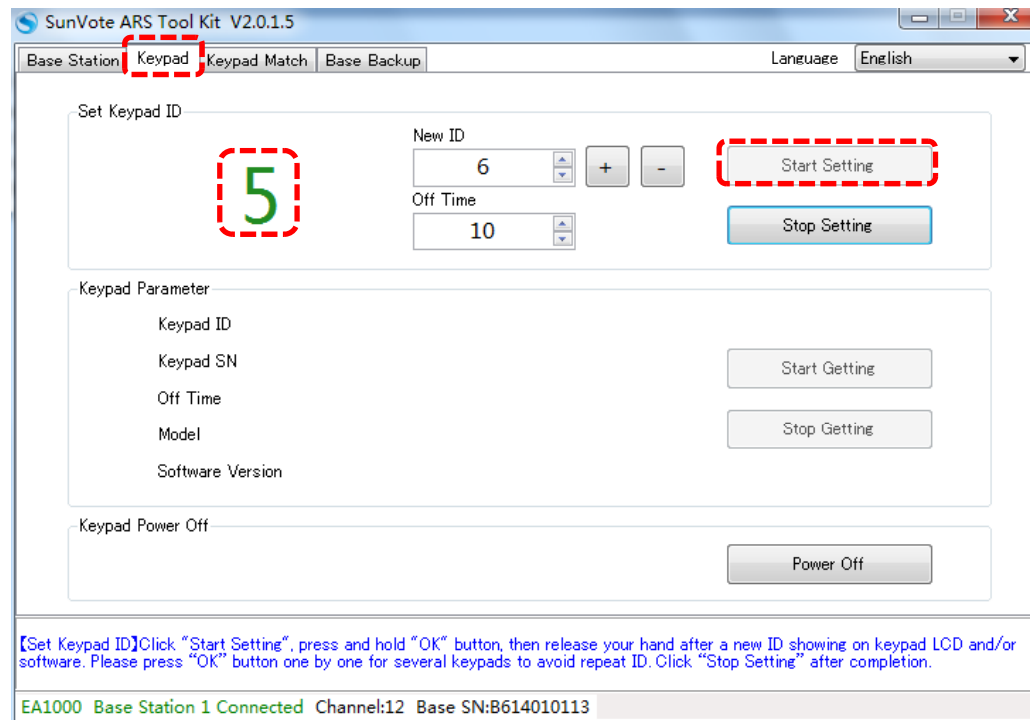 SunVote ARS Tool Kit V2.0.1.5
Base Station Keypad Keypad Match Base Backup Language English
Set Keypad ID
New ID
5 6 + - Start Setting
Off Time
10 Stop Setting
Keypad Parameter
Keypad ID
Keypad SN Start Getting
Off Time
Model Stop Getting
Software Version
Keypad Power Off
Power Off
【Set Keypad ID】Click "Start Setting", press and hold "OK" button, then release your hand after a new ID showing on keypad LCD and/or
software. Please press "OK" button one by one for several keypads to avoid repeat ID. Click "Stop Setting" after completion.
EA1000 Base Station 1 Connected Channel:12 Base SN:B614010113